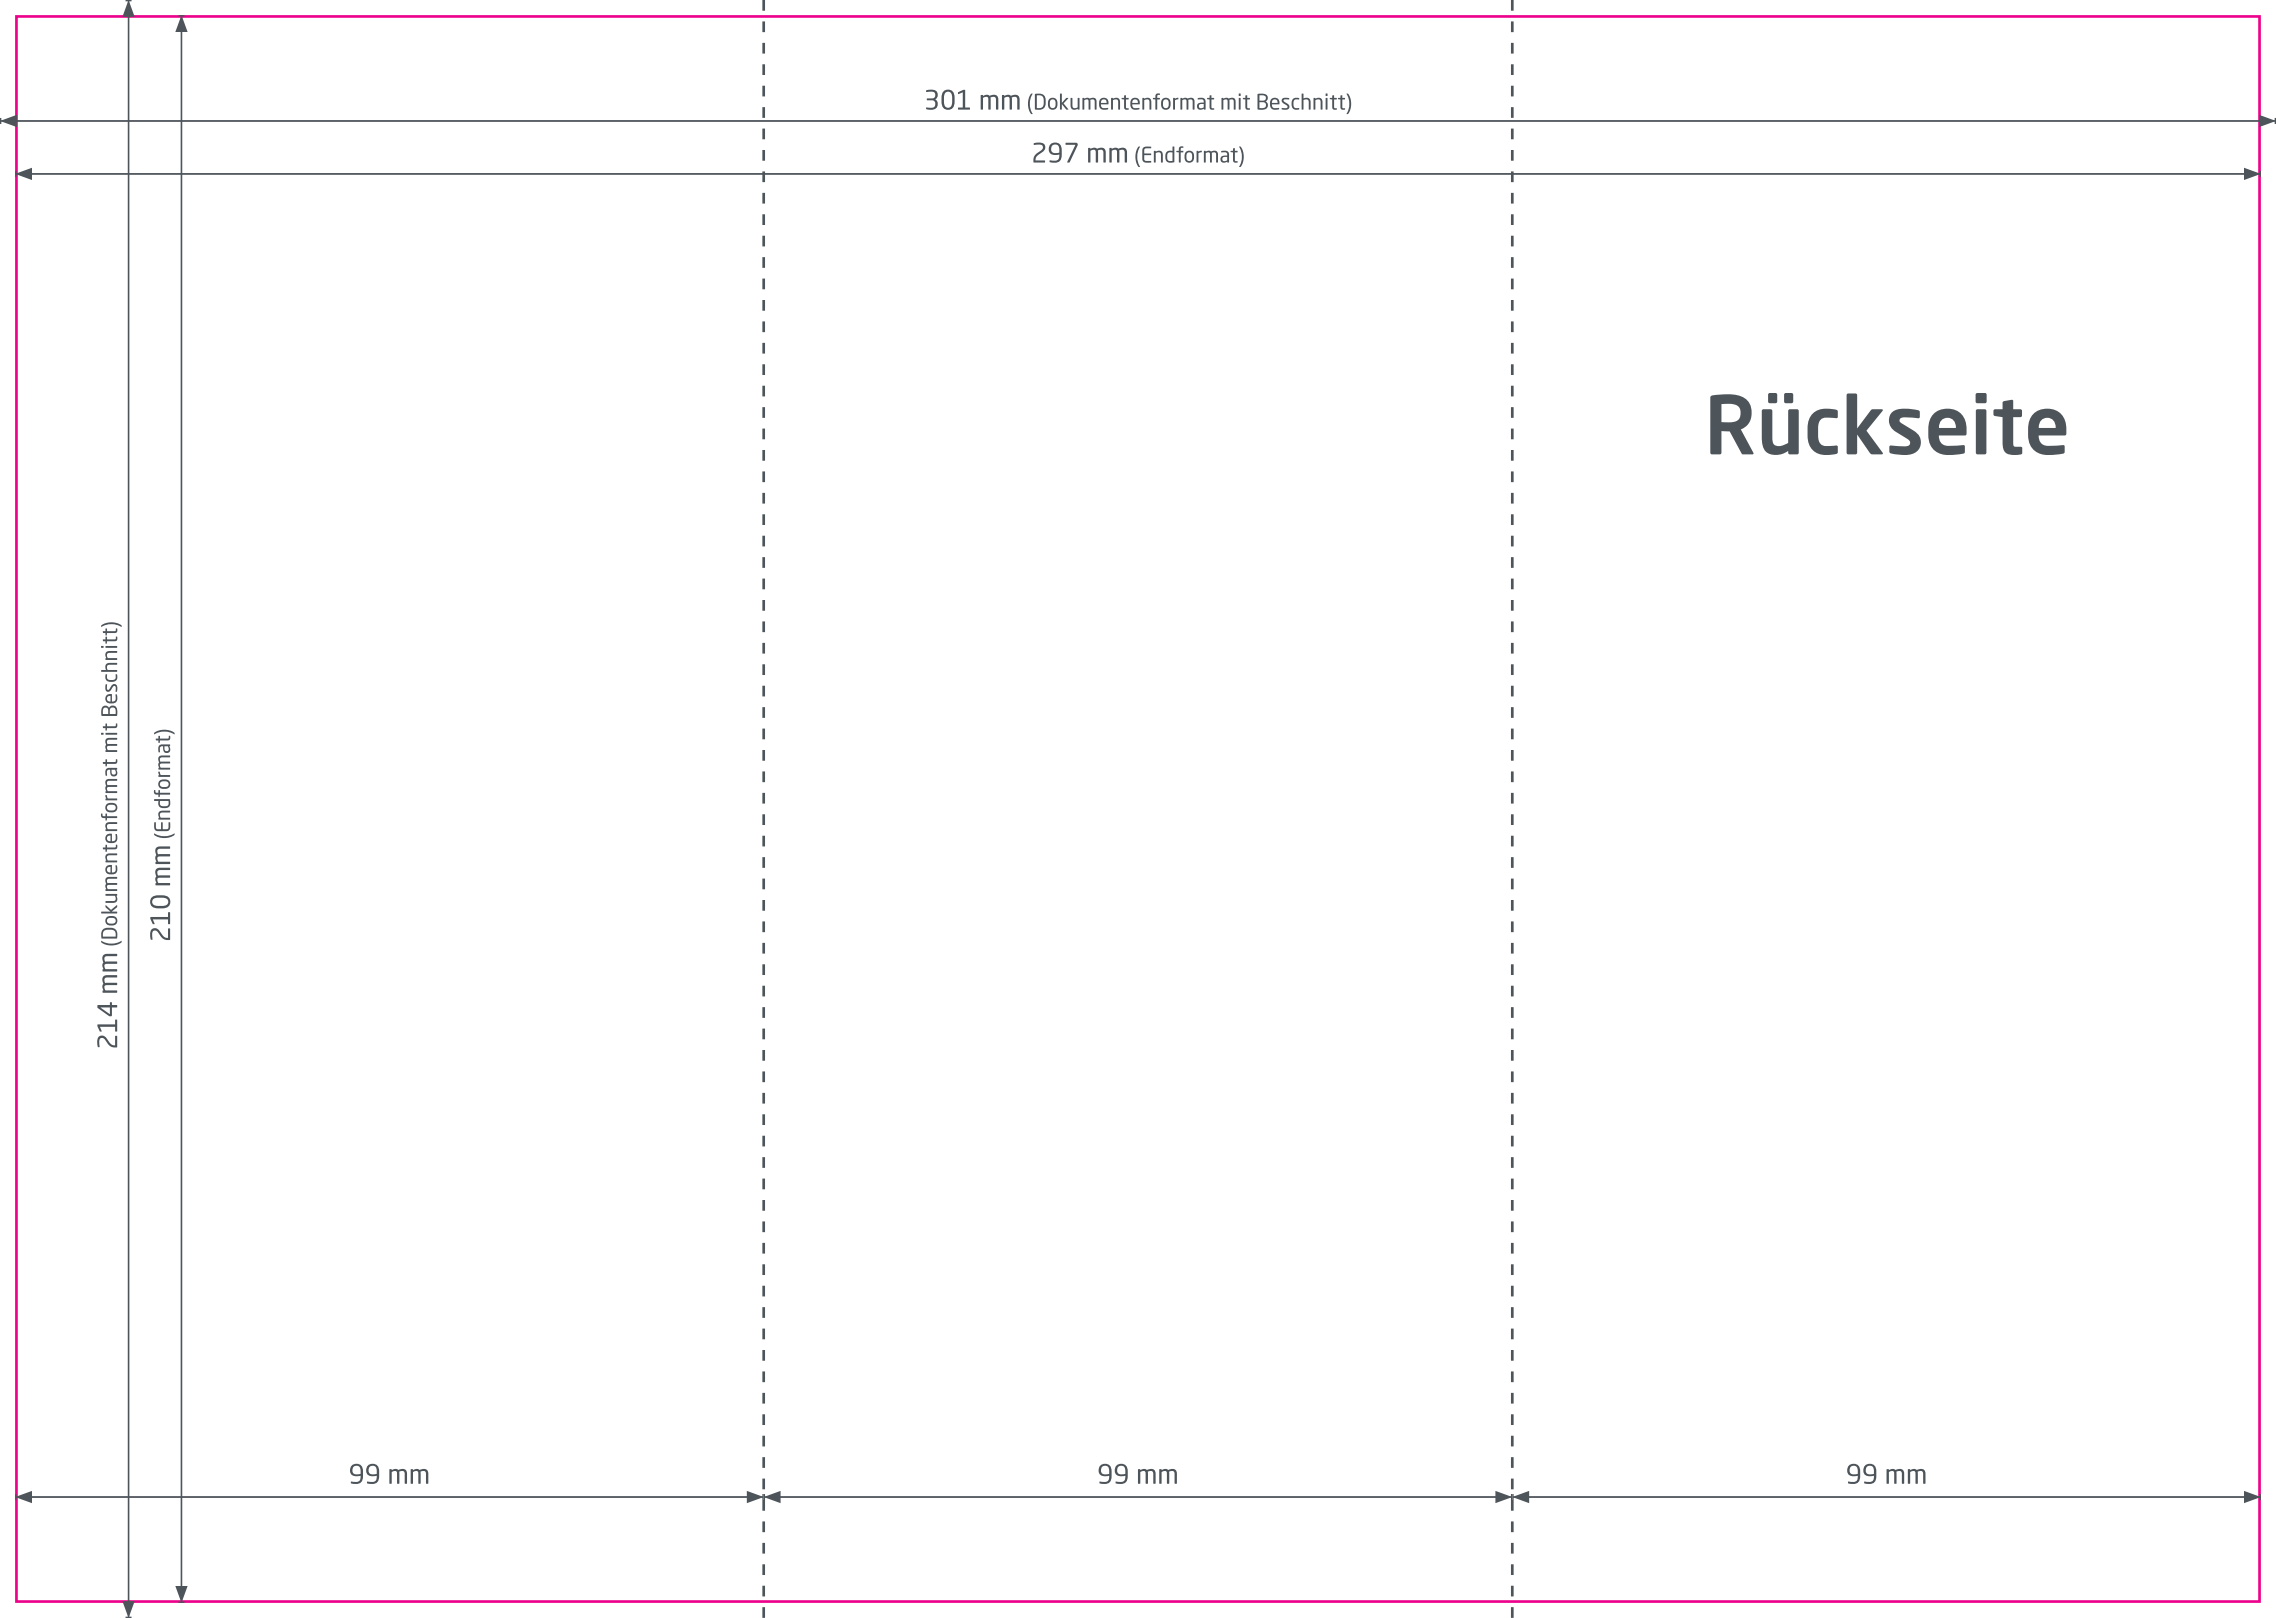 301 mm (Dokumentenformat mit Beschnitt)
297 mm (Endformat)
Rückseite
214 mm (Dokumentenformat mit Beschnitt)
210 mm (Endformat)
99 mm
99 mm
99 mm